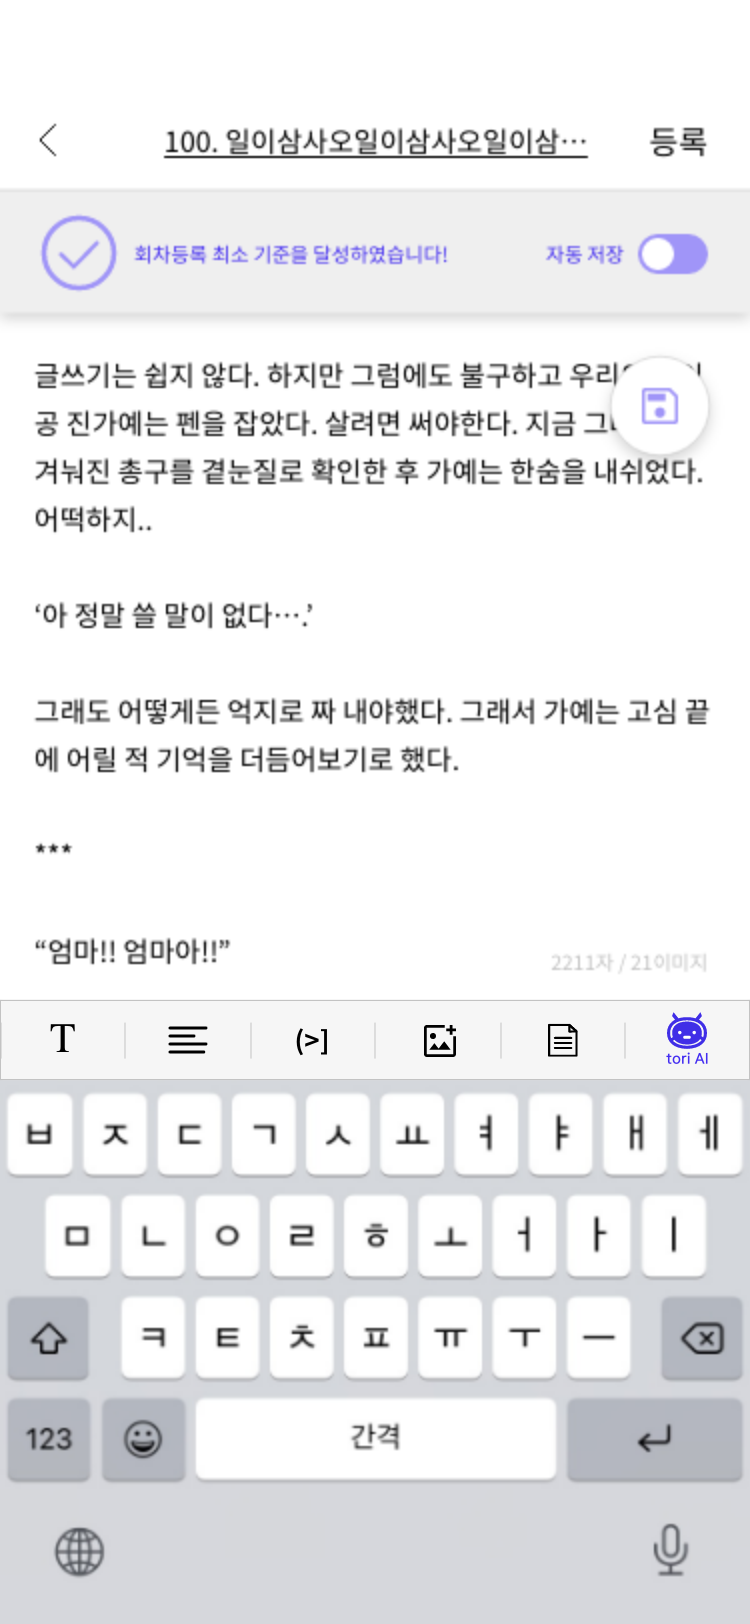 100. 일이삼사오일이삼사오일이삼…
등록
회차등록 최소 기준을 달성하였습니다!
자동 저장
글쓰기는 쉽지 않다. 하지만 그럼에도 불구하고
공 진가예는 펜을 잡았다. 살려면 써야한다. 지금
겨눠진 총구를 곁눈질로 확인한 후 가예는 한숨을 내쉬었다.
어떡하지..
‘아 정말 쓸 말이 없다….’
그래도 어떻게든 억지로 짜 내야했다. 그래서 가예는 고심 끝
에 어릴 적 기억을 더듬어보기로 했다.
***
“엄마!! 엄마아!!”
2211자 / 21이미지
T
(>]
tori AI
ㅂ ㅈ ㄷ ㄱ ㅅ ㅛ ㅕ ㅑ ㅐ ㅔ
ㅁ ㄴ ㅇ ㄹ ㅎ ㅗ ㅓ ㅏ ㅣ
ㅋ ㅌ ㅊ ㅍ ㅠ ㅜ ㅡ
123
간격